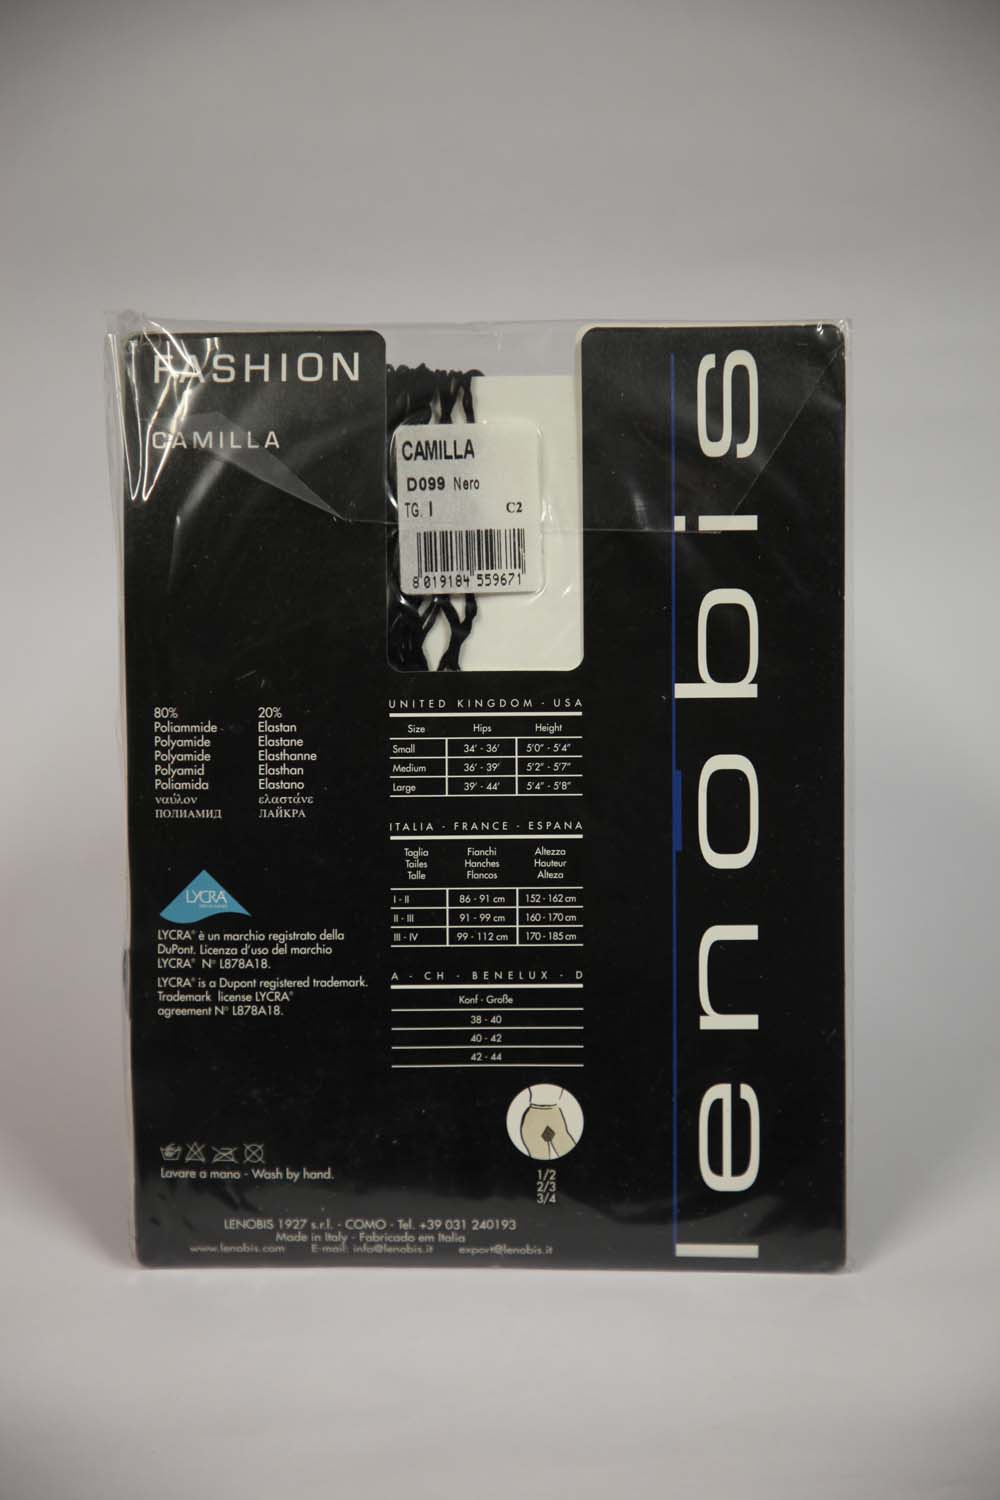 FASHION
CAMILLA
CAMILLA
D099 Nero
TG. I C2
8 019184 559671
80%
Poliammide
Polyamide
Polyamide
Polyamid
Poliamida
ναύλον
ПОЛИАМИД
20%
Elastan
Elastane
Elasthanne
Elasthan
Elastano
ελαστάνε
ЛАЙКРА
LYCRA
LYCRA® è un marchio registrato della
DuPont. Licenza d'uso del marchio
LYCRA® N° L878A18.
LYCRA® is a Dupont registered trademark.
Trademark license LYCRA®
agreement N° L878A18.
Lavare a mano - Wash by hand.
UNITED KINGDOM - USA
Size Hips Height
Small 34' - 36' 5'0" - 5'4"
Medium 36' - 39' 5'2" - 5'7"
Large 39' - 44' 5'4" - 5'8"
ITALIA - FRANCE - ESPANA
Taglia Fianchi Altezza
Tailes Hanches Hauteur
Talle Flancos Alteza
I - II 86 - 91 cm 152 - 162 cm
II - III 91 - 99 cm 160 - 170 cm
III - IV 99 - 112 cm 170 - 185 cm
A - CH - BENELUX - D
Konf - Große
38 - 40
40 - 42
42 - 44
1/2
2/3
3/4
LENOBIS 1927 s.r.l. - COMO - Tel. +39 031 240193
Made in Italy - Fabricado em Italia
www.lenobis.com E-mail: info@lenobis.it export@lenobis.it
lenobis